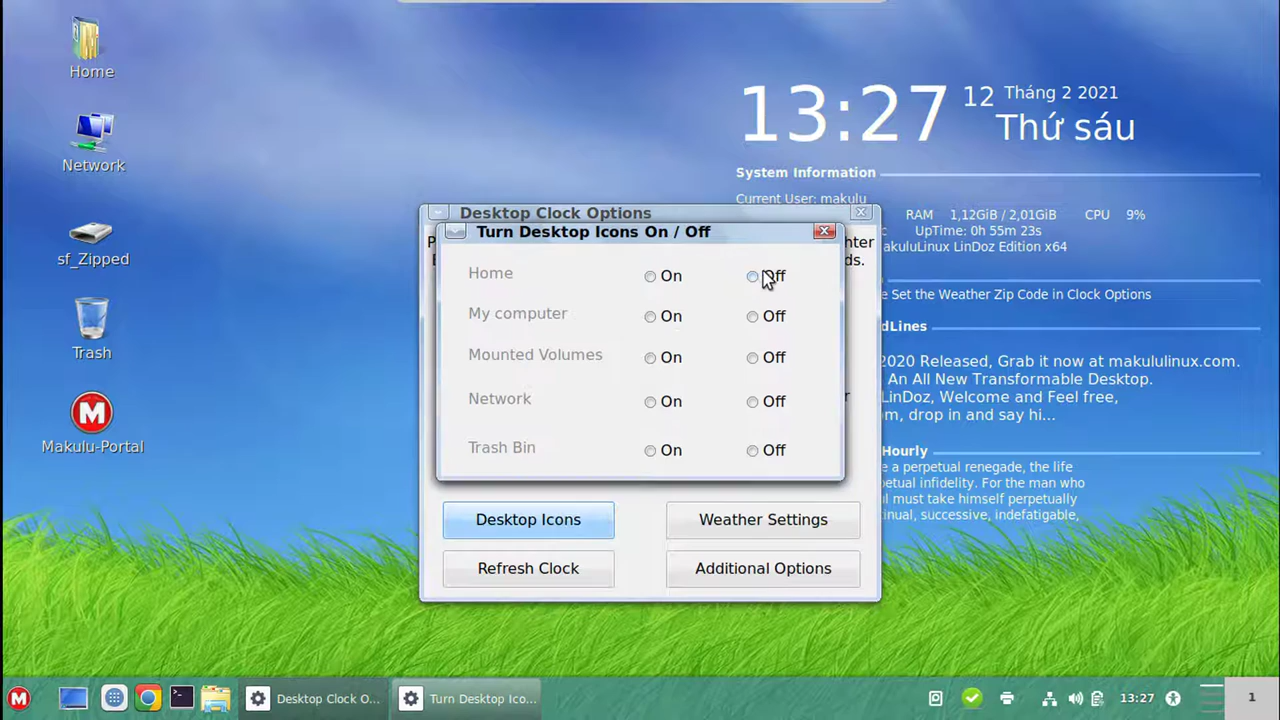 Home
Network
sf_Zipped
Trash
Makulu-Portal
13:27
12
Tháng 2 2021
Thứ sáu
System Information
Current User: makulu
RAM 1,12GiB / 2,01GiB CPU 9%
UpTime: 0h 55m 23s
akuluLinux LinDoz Edition x64
e Set the Weather Zip Code in Clock Options
dLines
2020 Released, Grab it now at makululinux.com.
An All New Transformable Desktop.
LinDoz, Welcome and Feel free,
m, drop in and say hi...
Hourly
e a perpetual renegade, the life
petual infidelity. For the man who
ul must take himself perpetually
tinual, successive, indefatigable,
Desktop Clock Options
Turn Desktop Icons On / Off
Home On Off
My computer On Off
Mounted Volumes On Off
Network On Off
Trash Bin On Off
Desktop Icons
Weather Settings
Refresh Clock
Additional Options
M
Desktop Clock O...
Turn Desktop Ico...
13:27
1